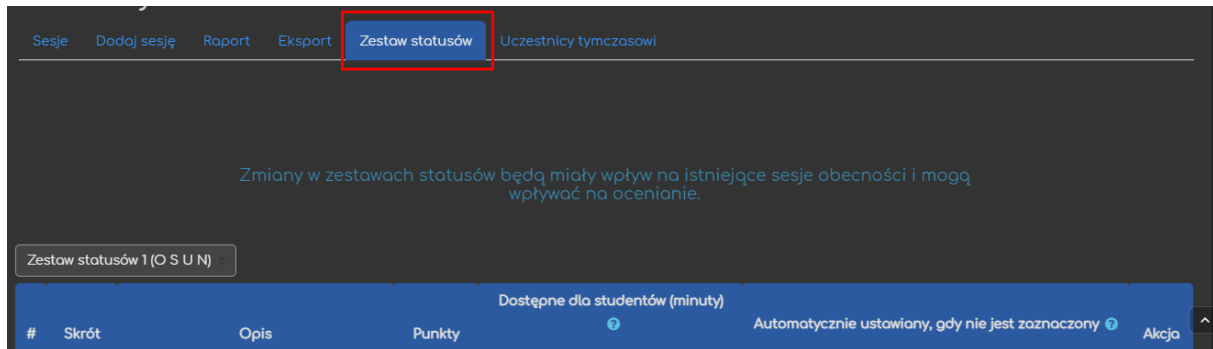 Sesje Dodaj sesję Raport Eksport Zestaw statusów Uczestnicy tymczasowi
Zmiany w zestawach statusów będą miały wpływ na istniejące sesje obecności i mogą
wpływać na ocenianie.
Zestaw statusów 1 (O S U N)
# Skrót Opis Punkty Dostępne dla studentów (minuty) Automatycznie ustawiany, gdy nie jest zaznaczony Akcja